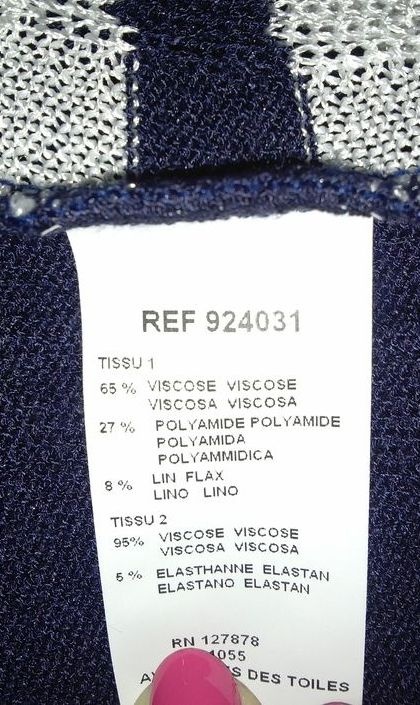 REF 924031
TISSU 1
65 % VISCOSE VISCOSE
VISCOSA VISCOSA
27 % POLYAMIDE POLYAMIDE
POLYAMIDA
POLYAMMIDICA
8 % LIN FLAX
LINO LINO
TISSU 2
95% VISCOSE VISCOSE
VISCOSA VISCOSA
5 % ELASTHANNE ELASTAN
ELASTANO ELASTAN
RN 127878
DES TOILES